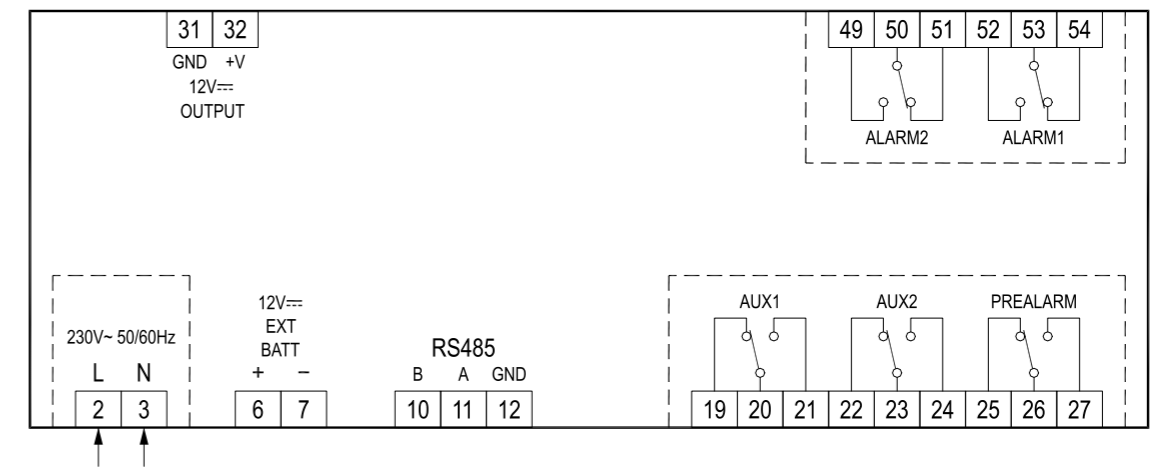 31 32
GND +V
12V⎓
OUTPUT
49 50 51 52 53 54
ALARM2 ALARM1
230V~ 50/60Hz
L N
2 3
12V⎓
EXT
BATT
+ −
6 7
RS485
B A GND
10 11 12
AUX1 AUX2 PREALARM
19 20 21 22 23 24 25 26 27